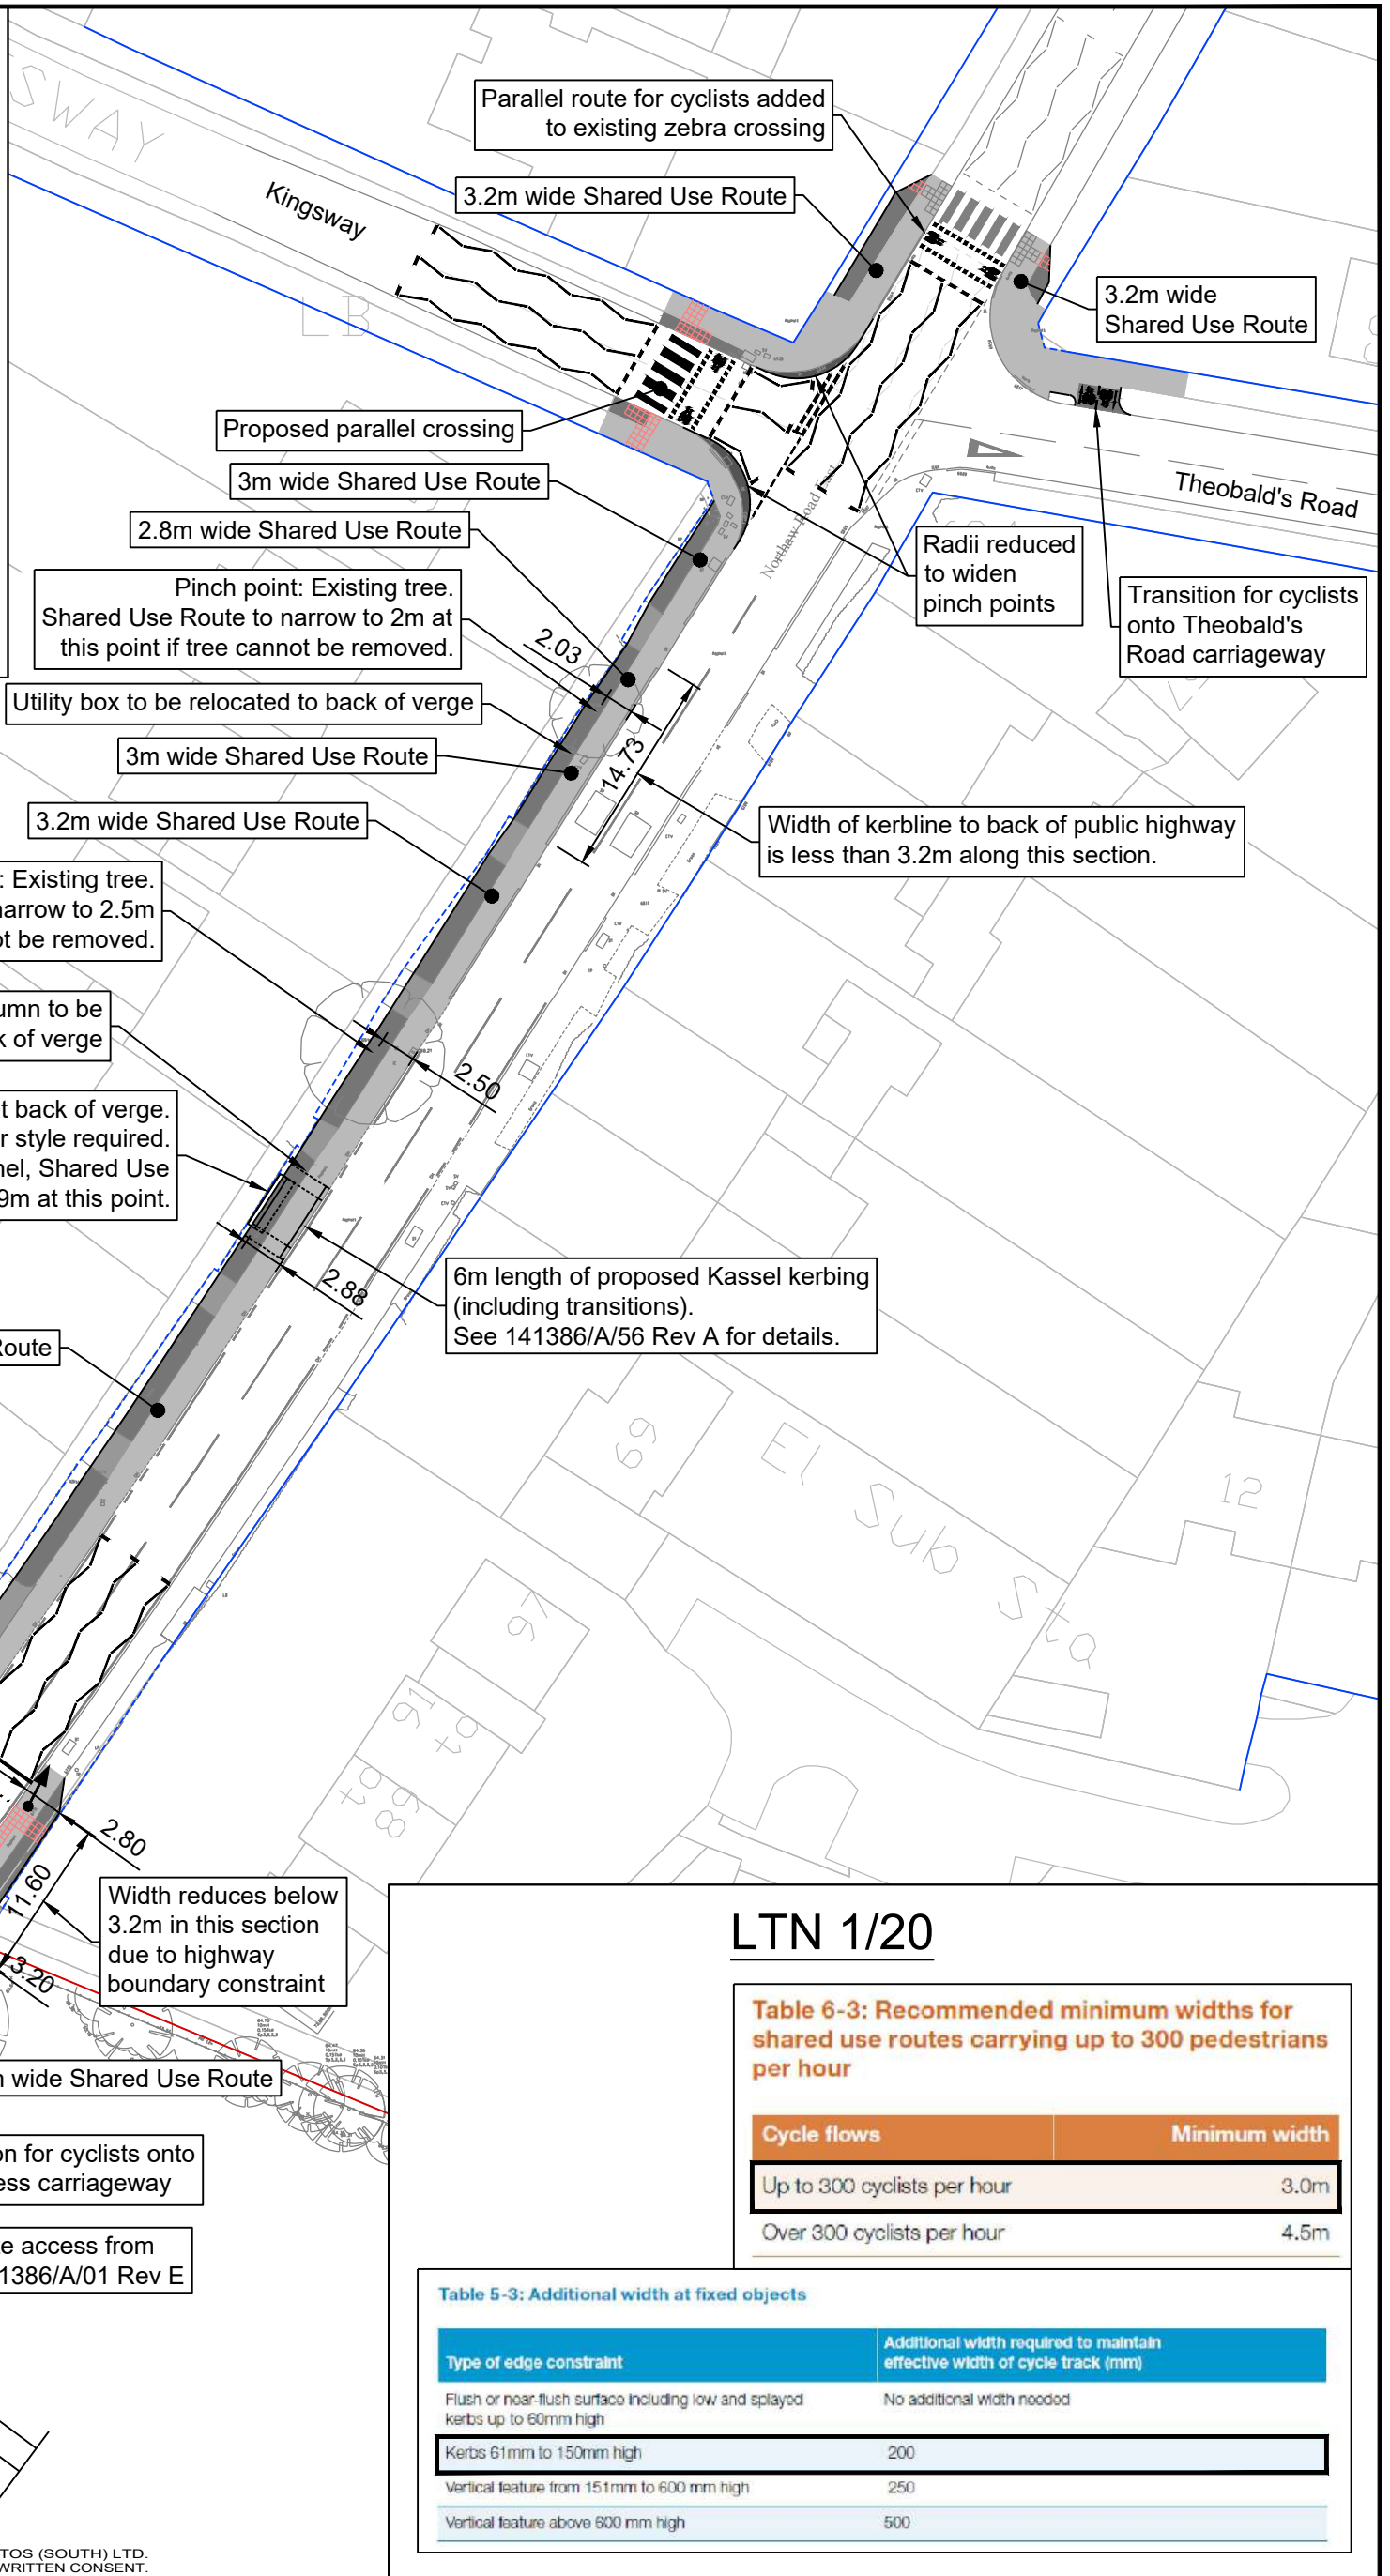 Parallel route for cyclists added
to existing zebra crossing
SWAY
Kingsway
3.2m wide Shared Use Route
3.2m wide
Shared Use Route
LB
Proposed parallel crossing
3m wide Shared Use Route
Theobald's Road
2.8m wide Shared Use Route
Northaw Road East
Radii reduced
to widen
pinch points
Pinch point: Existing tree.
Shared Use Route to narrow to 2m at
this point if tree cannot be removed.
Transition for cyclists
onto Theobald's
Road carriageway
2.03
Utility box to be relocated to back of verge
3m wide Shared Use Route
14.73
3.2m wide Shared Use Route
Width of kerbline to back of public highway
is less than 3.2m along this section.
: Existing tree.
narrow to 2.5m
ot be removed.
umn to be
k of verge
2.50
t back of verge.
r style required.
nel, Shared Use
9m at this point.
2.88
6m length of proposed Kassel kerbing
(including transitions).
See 141386/A/56 Rev A for details.
Route
69
El Sub Sta
12
97
91
2.80
11.60
Width reduces below
3.2m in this section
due to highway
boundary constraint
3.20
m wide Shared Use Route
on for cyclists onto
ess carriageway
e access from
1386/A/01 Rev E
LTN 1/20
Table 6-3: Recommended minimum widths for
shared use routes carrying up to 300 pedestrians
per hour
Cycle flows Minimum width
Up to 300 cyclists per hour 3.0m
Over 300 cyclists per hour 4.5m
Table 5-3: Additional width at fixed objects
Type of edge constraint Additional width required to maintain
effective width of cycle track (mm)
Flush or near-flush surface including low and splayed
kerbs up to 60mm high No additional width needed
Kerbs 61mm to 150mm high 200
Vertical feature from 151mm to 600 mm high 250
Vertical feature above 600 mm high 500
TOS (SOUTH) LTD.
WRITTEN CONSENT.